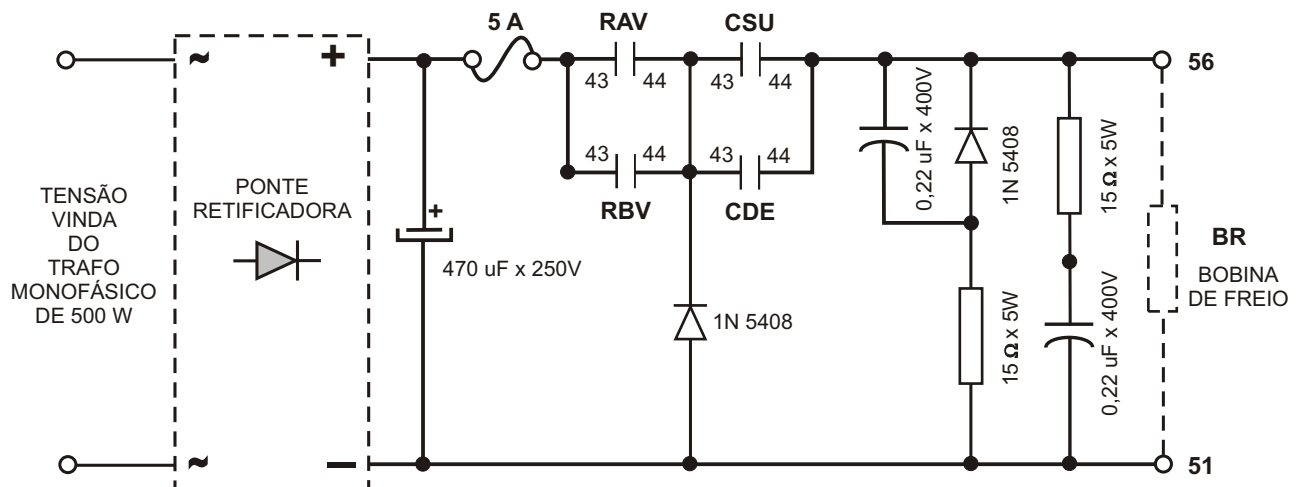 5 A
RAV
CSU
56
~
+
43
44
43
44
43
44
43
44
RBV
CDE
0,22 uF x 400V
1N 5408
15 Ω x 5W
TENSÃO
VINDA
DO
TRAFO
MONOFÁSICO
DE 500 W
PONTE
RETIFICADORA
+
470 uF x 250V
1N 5408
15 Ω x 5W
0,22 uF x 400V
BR
BOBINA
DE FREIO
~
−
51